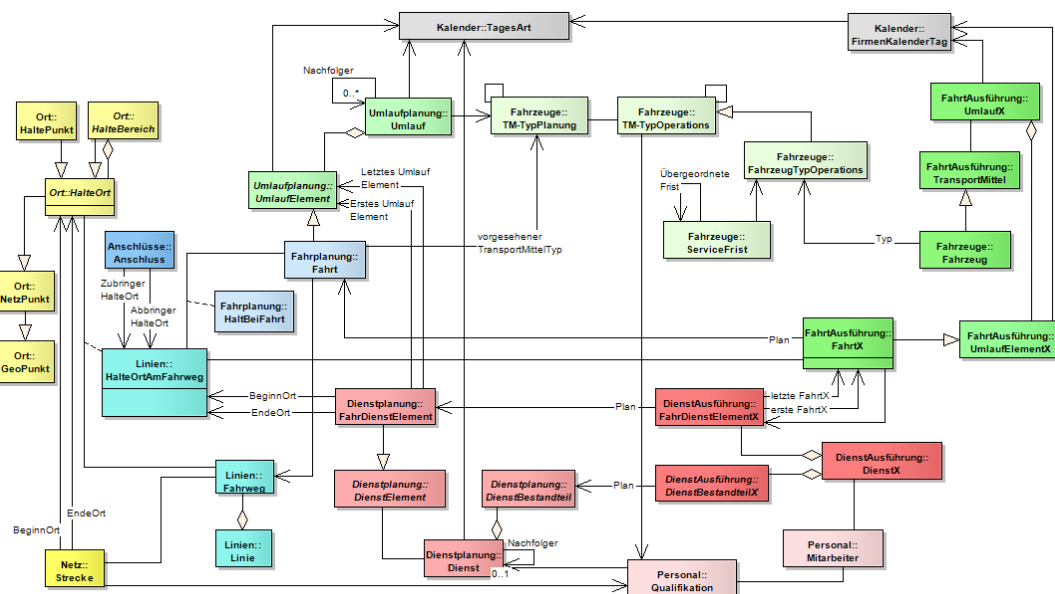 Kalender::TagesArt
Kalender::
FirmenKalenderTag
Nachfolger
0..*
Umlaufplanung::
Umlauf
Fahrzeuge::
TM-TypPlanung
Fahrzeuge::
TM-TypOperations
FahrtAusführung::
UmlaufX
Ort::
HaltePunkt
Ort::
HalteBereich
Fahrzeuge::
FahrzeugTypOperations
FahrtAusführung::
TransportMittel
Ort::HalteOrt
Umlaufplanung::
UmlaufElement
Letztes Umlauf
Element
Erstes Umlauf
Element
Übergeordnete
Frist
Fahrzeuge::
ServiceFrist
Typ
Fahrzeuge::
Fahrzeug
vorgesehener
TransportMittelTyp
Anschlüsse::
Anschluss
Fahrplanung::
Fahrt
Ort::
NetzPunkt
Zubringer
HalteOrt
Abbringer
HalteOrt
Fahrplanung::
HaltBeiFahrt
Ort::
GeoPunkt
Linien::
HalteOrtAmFahrweg
Plan
FahrtAusführung::
FahrtX
FahrtAusführung::
UmlaufElementX
BeginnOrt
EndeOrt
Dienstplanung::
FahrDienstElement
Plan
DienstAusführung::
FahrDienstElementX
letzte FahrtX
erste FahrtX
Linien::
Fahrweg
Dienstplanung::
DienstElement
Dienstplanung::
DienstBestandteil
Plan
DienstAusführung::
DienstBestandteilX
DienstAusführung::
DienstX
BeginnOrt
EndeOrt
Linien::
Linie
Netz::
Strecke
Dienstplanung::
Dienst
Nachfolger
0..1
Personal::
Qualifikation
Personal::
Mitarbeiter